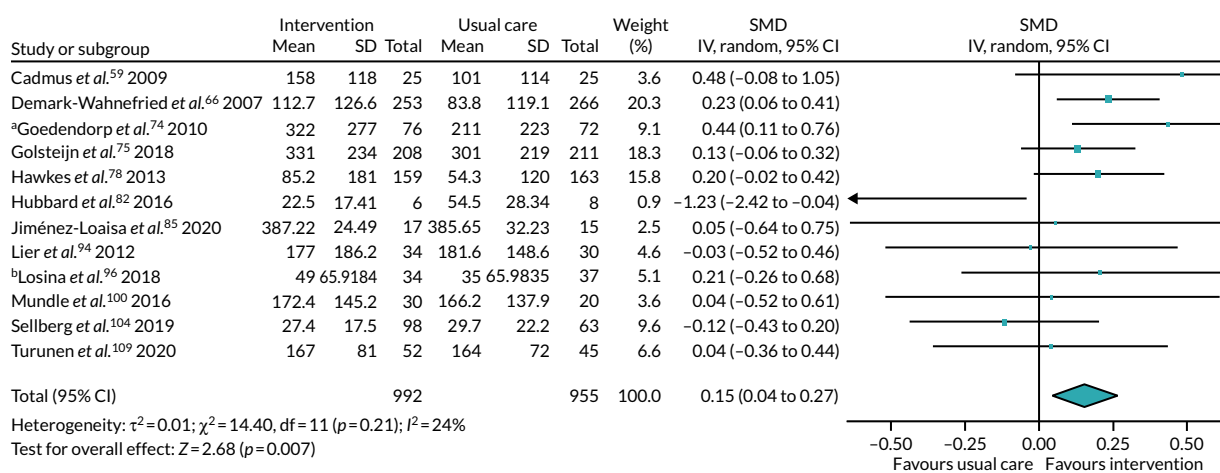 Intervention Usual care Weight SMD SMD
Study or subgroup Mean SD Total Mean SD Total (%) IV, random, 95% CI IV, random, 95% CI
Cadmus et al.59 2009 158 118 25 101 114 25 3.6 0.48 (−0.08 to 1.05)
Demark-Wahnefried et al.66 2007 112.7 126.6 253 83.8 119.1 266 20.3 0.23 (0.06 to 0.41)
aGoedendorp et al.74 2010 322 277 76 211 223 72 9.1 0.44 (0.11 to 0.76)
Golsteijn et al.75 2018 331 234 208 301 219 211 18.3 0.13 (−0.06 to 0.32)
Hawkes et al.78 2013 85.2 181 159 54.3 120 163 15.8 0.20 (−0.02 to 0.42)
Hubbard et al.82 2016 22.5 17.41 6 54.5 28.34 8 0.9 −1.23 (−2.42 to −0.04)
Jiménez-Loaisa et al.85 2020 387.22 24.49 17 385.65 32.23 15 2.5 0.05 (−0.64 to 0.75)
Lier et al.94 2012 177 186.2 34 181.6 148.6 30 4.6 −0.03 (−0.52 to 0.46)
bLosina et al.96 2018 49 65.9184 34 35 65.9835 37 5.1 0.21 (−0.26 to 0.68)
Mundle et al.100 2016 172.4 145.2 30 166.2 137.9 20 3.6 0.04 (−0.52 to 0.61)
Sellberg et al.104 2019 27.4 17.5 98 29.7 22.2 63 9.6 −0.12 (−0.43 to 0.20)
Turunen et al.109 2020 167 81 52 164 72 45 6.6 0.04 (−0.36 to 0.44)
Total (95% CI) 992 955 100.0 0.15 (0.04 to 0.27)
Heterogeneity: τ2=0.01; χ2=14.40, df=11 (p=0.21); I2=24%
Test for overall effect: Z=2.68 (p=0.007)
−0.50 −0.25 0.00 0.25 0.50
Favours usual care Favours intervention